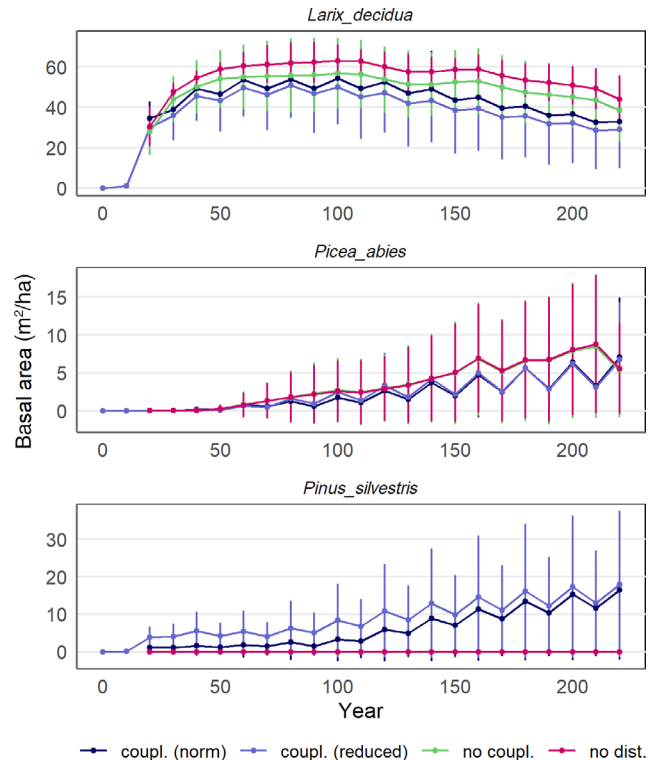 Larix_decidua
60
40
20
0
0 50 100 150 200
Picea_abies
15
10
5
0
0 50 100 150 200
Pinus_silvestris
30
20
10
0
0 50 100 150 200
Basal area (m²/ha)
Year
coupl. (norm) coupl. (reduced) no coupl. no dist.